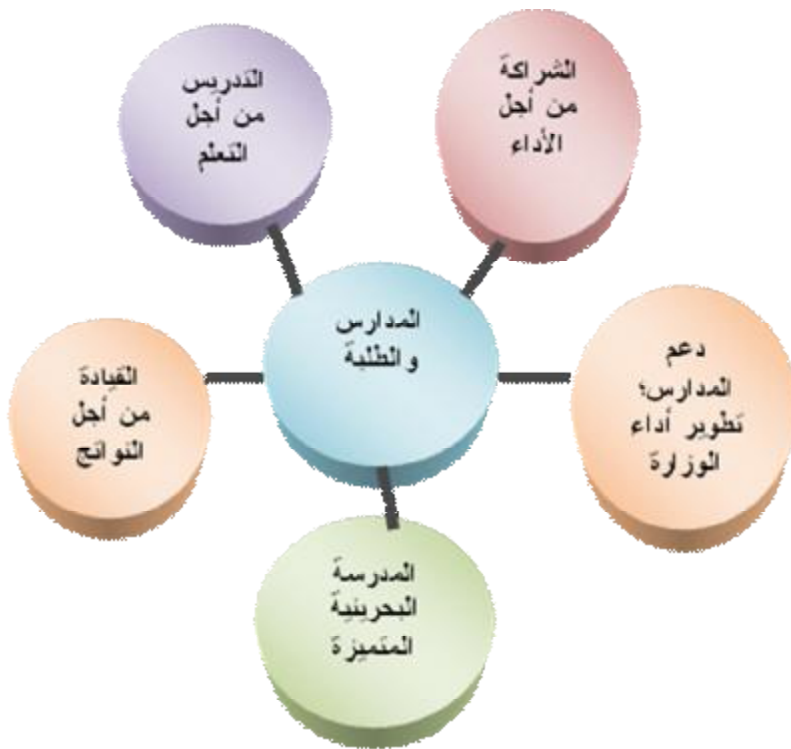 الشراكة
من أجل
الأداء
التدريس
من أجل
التعلم
المدارس
والطلبة
دعم
المدارس؛
تطوير أداء
الوزارة
القيادة
من أجل
النواتج
المدرسة
البحرينية
المتميزة